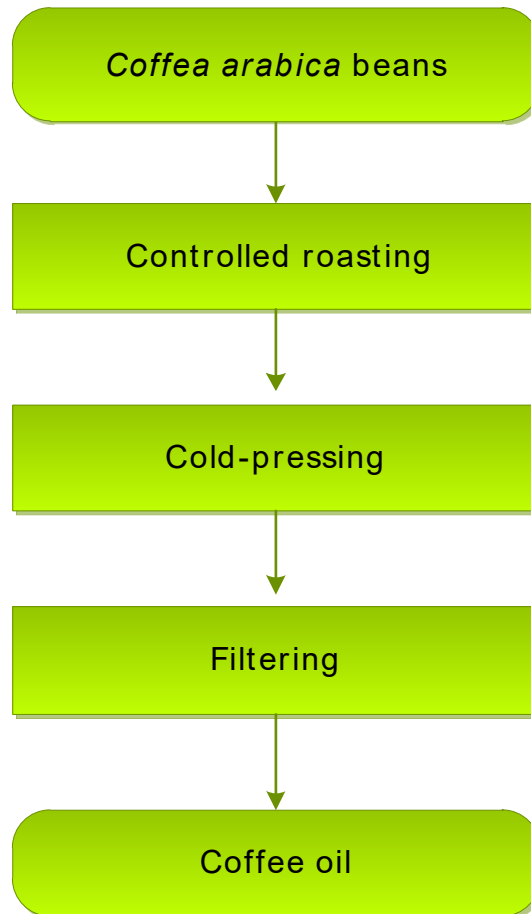 Coffea arabica beans
Controlled roasting
Cold-pressing
Filtering
Coffee oil